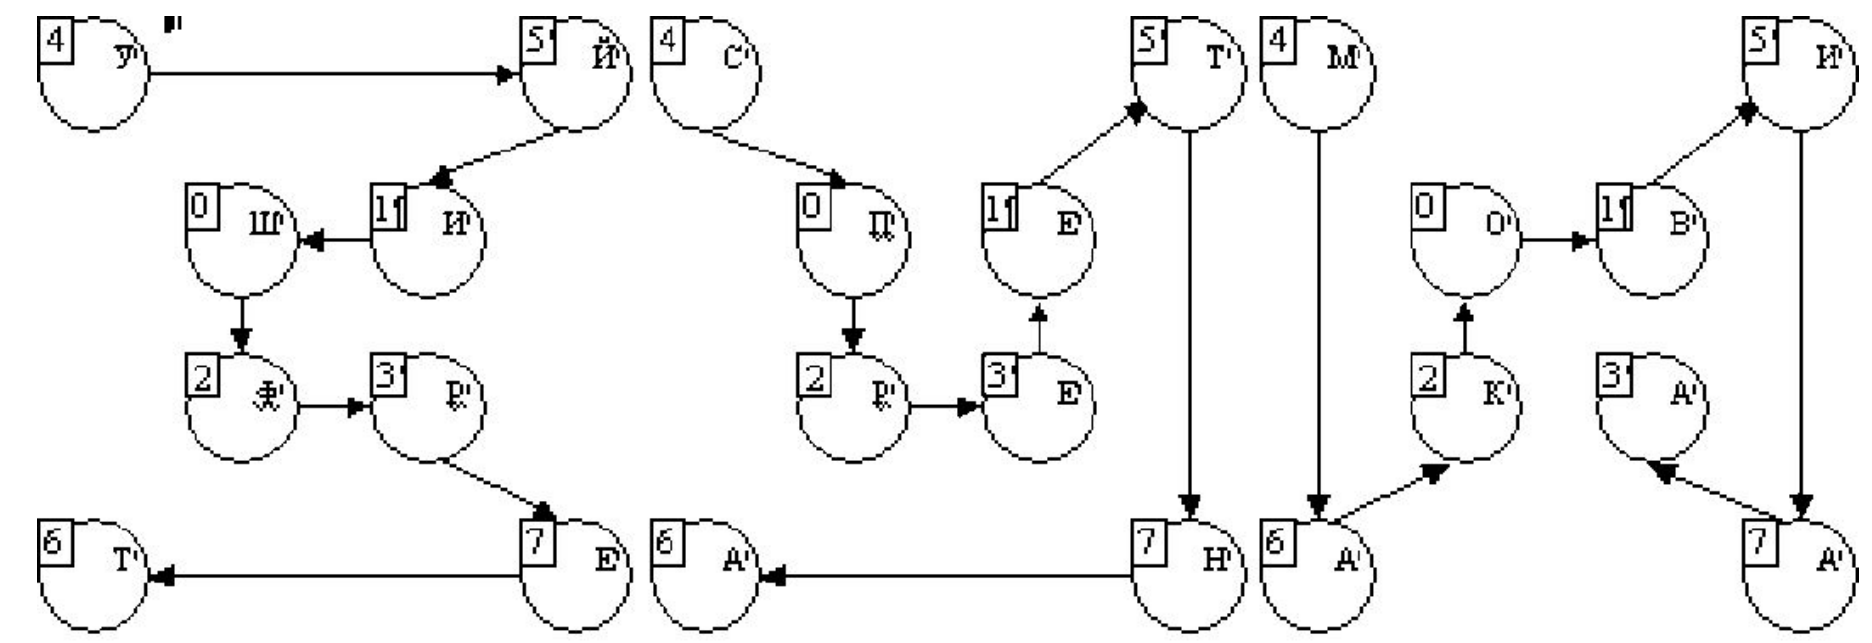 4 У' 5' Й' 4 С' 5' Т' 4 М' 5' И'
0 Ш' 1¶ И' 0 П' 1¶ Е' 0 О' 1¶ В'
2 Ф' 3' Р' 2 Р' 3' Е' 2 К' 3' А'
6 Т' 7 Е' 6 А' 7 Н' 6 А' 7 А'